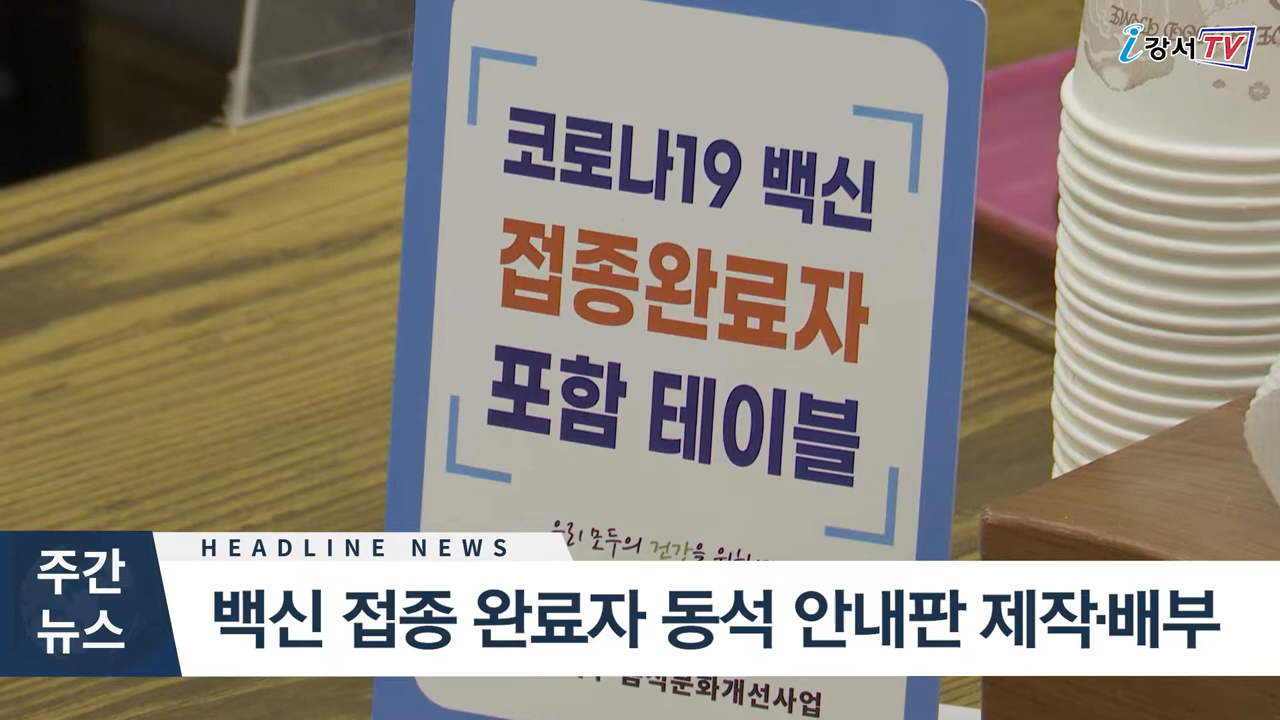 i강서TV
코로나19 백신
접종완료자
포함 테이블
우리 모두의 건강을
HEADLINE NEWS
주간
뉴스
백신 접종 완료자 동석 안내판 제작·배부
음식문화개선사업